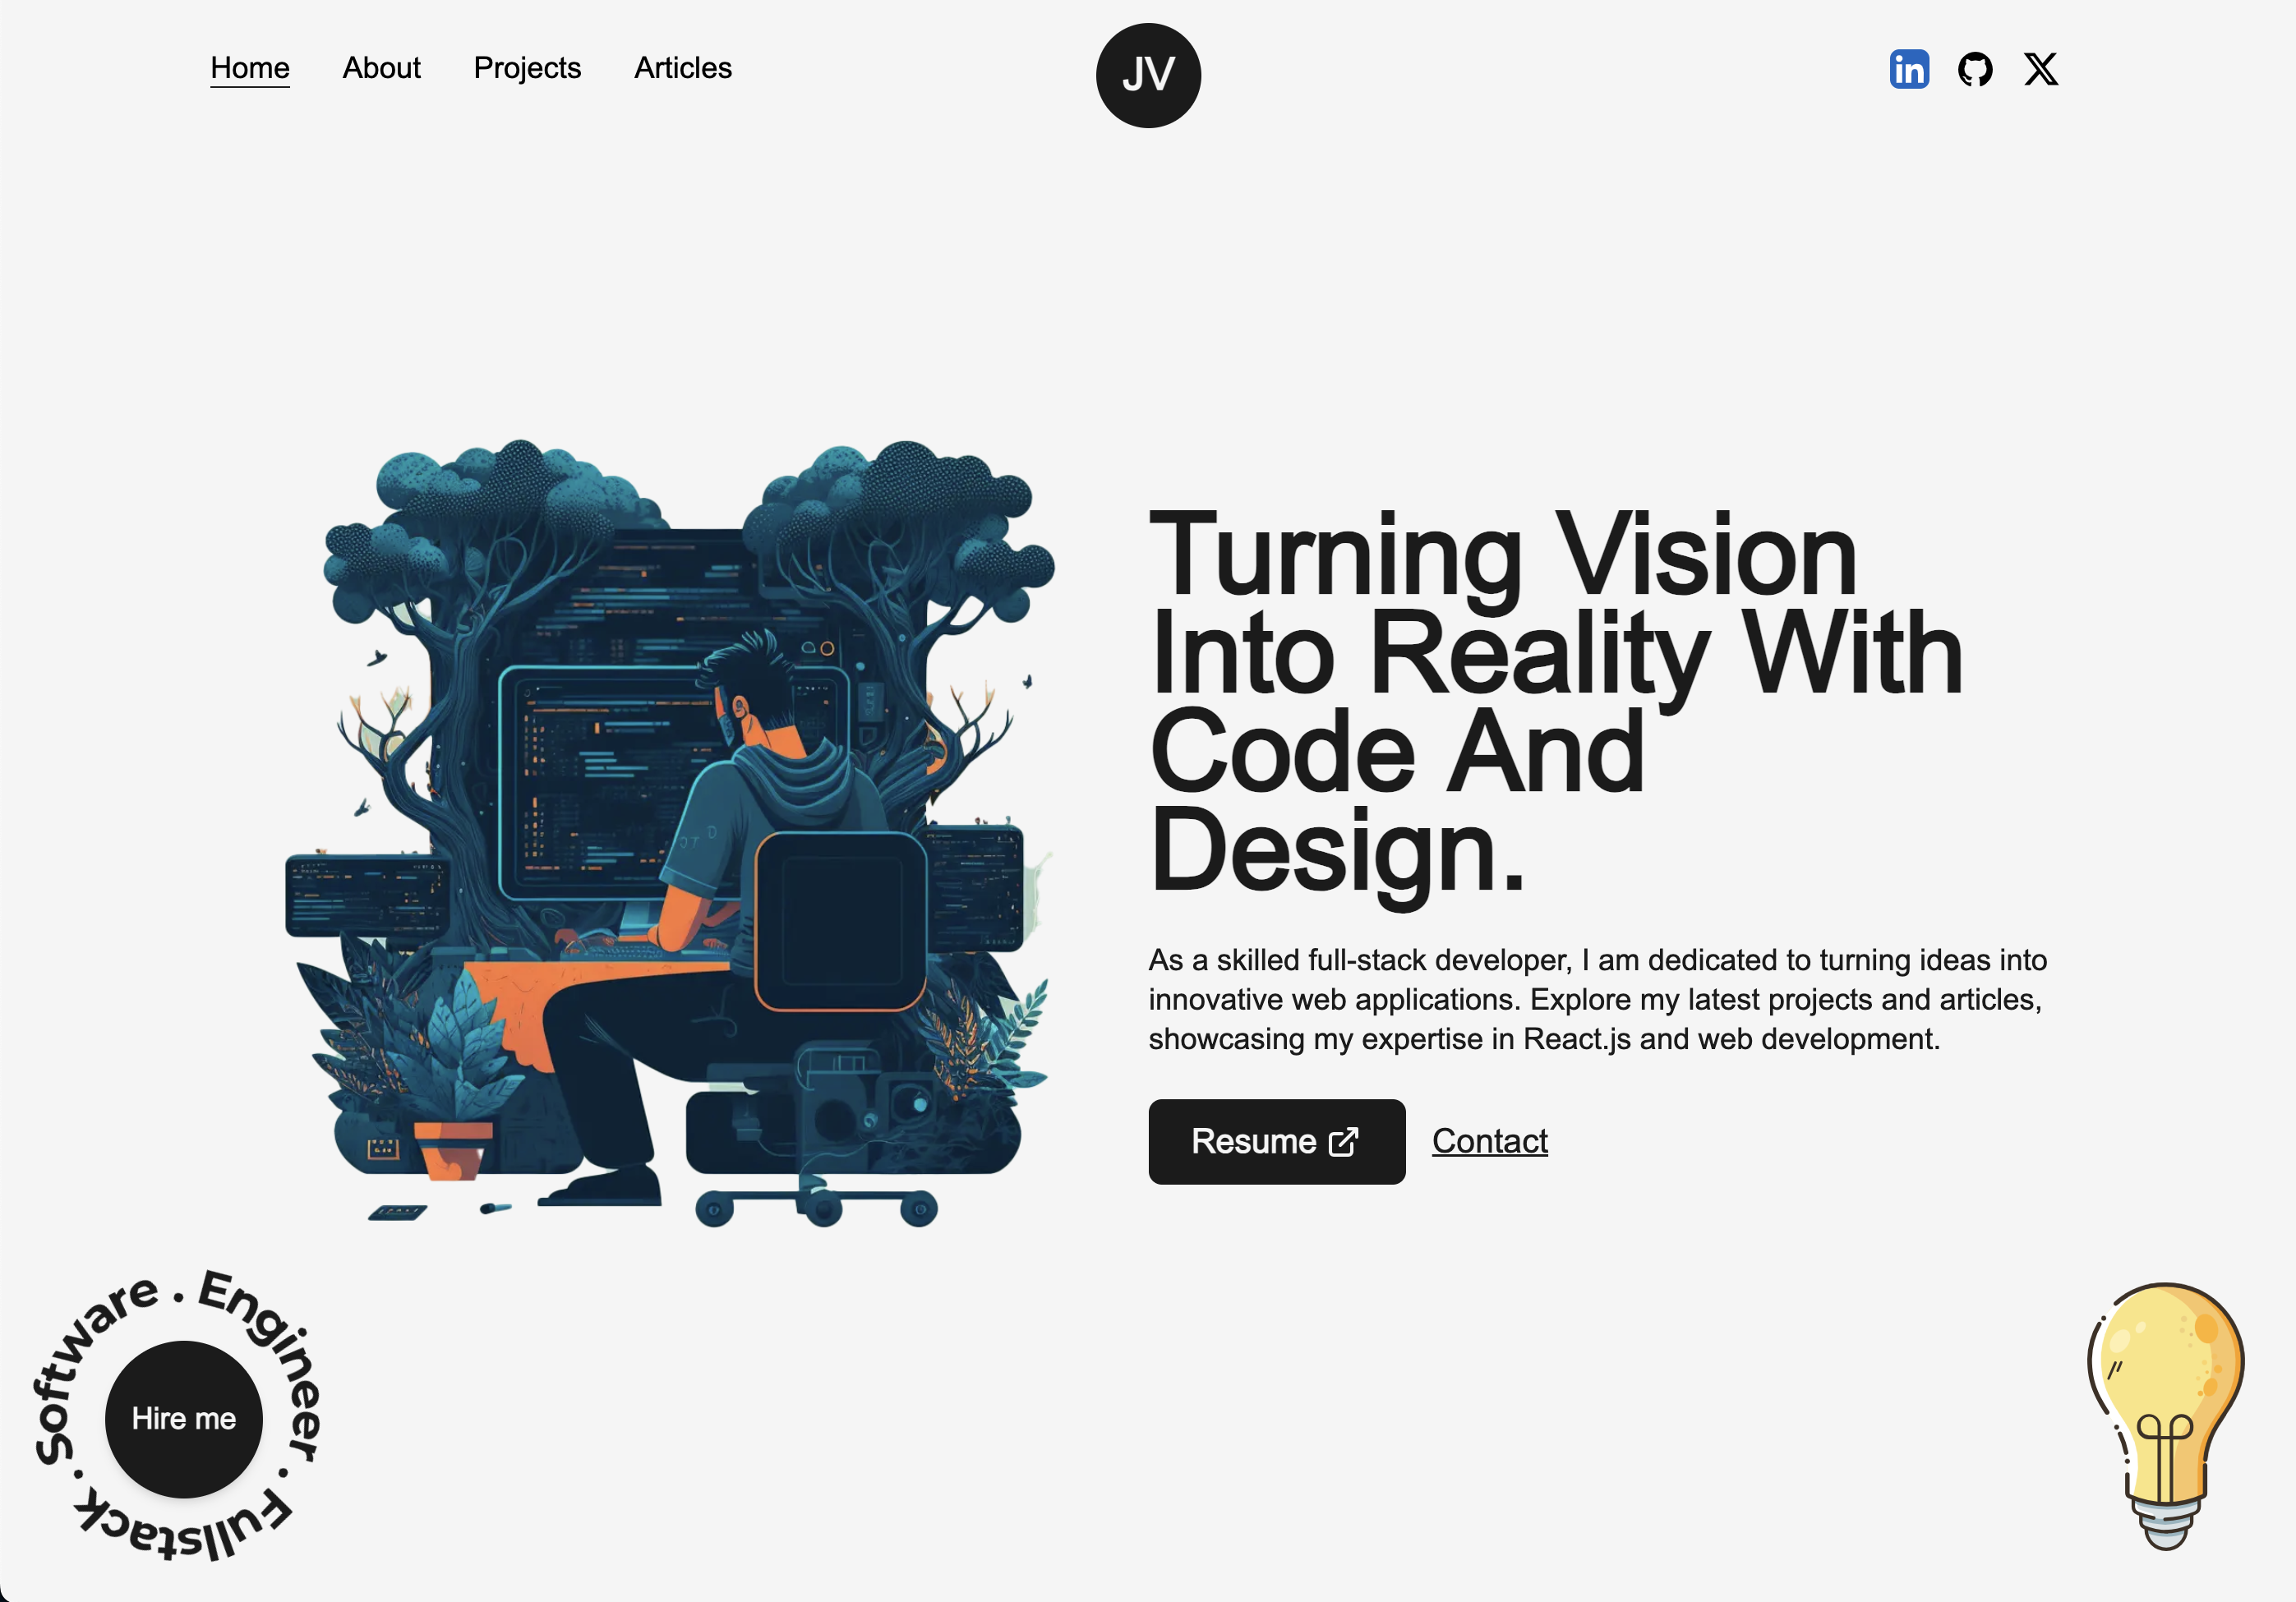 Home About Projects Articles
JV
in
Turning Vision
Into Reality With
Code And
Design.
As a skilled full-stack developer, I am dedicated to turning ideas into
innovative web applications. Explore my latest projects and articles,
showcasing my expertise in React.js and web development.
Resume
Contact
Software . Engineer . Fullstack .
Hire me